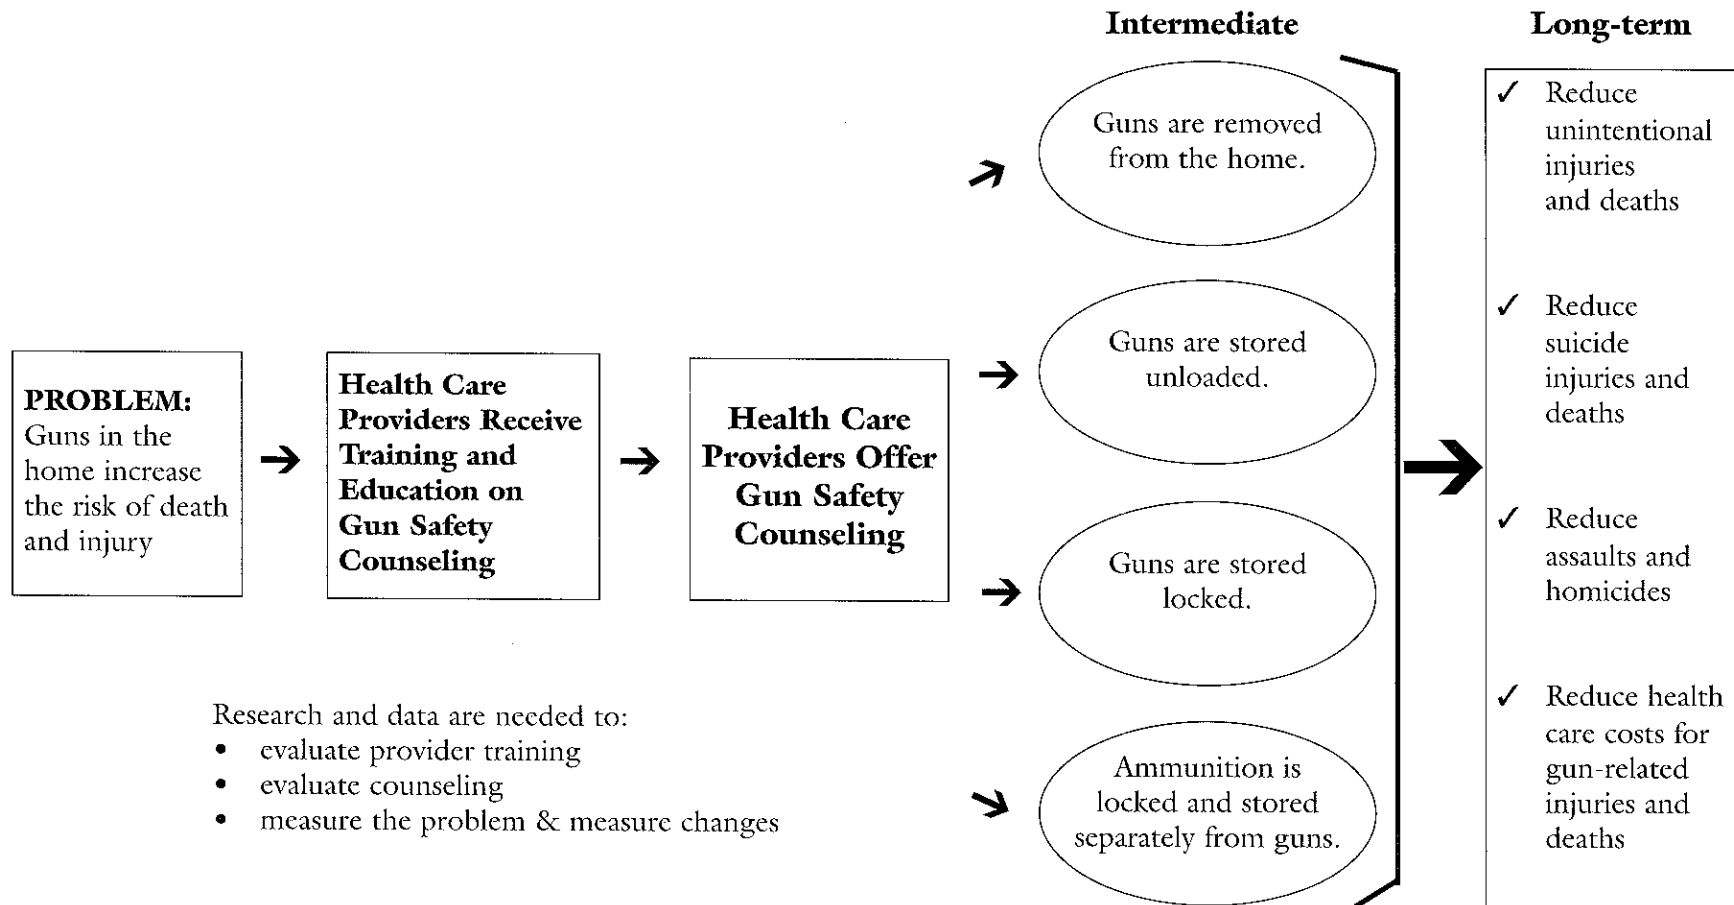 PROBLEM:
Guns in the
home increase
the risk of death
and injury
Health Care
Providers Receive
Training and
Education on
Gun Safety
Counseling
Health Care
Providers Offer
Gun Safety
Counseling
Intermediate
Guns are removed
from the home.
Guns are stored
unloaded.
Guns are stored
locked.
Ammunition is
locked and stored
separately from guns.
Long-term
✓ Reduce
unintentional
injuries
and deaths
✓ Reduce
suicide
injuries and
deaths
✓ Reduce
assaults and
homicides
✓ Reduce health
care costs for
gun-related
injuries and
deaths
Research and data are needed to:
• evaluate provider training
• evaluate counseling
• measure the problem & measure changes